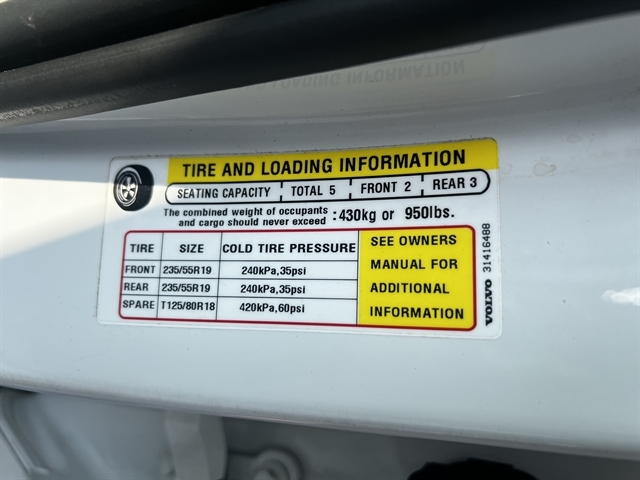 LOADING INFORMATION
TIRE AND LOADING INFORMATION
SEATING CAPACITY TOTAL 5 FRONT 2 REAR 3
The combined weight of occupants
and cargo should never exceed : 430kg or 950lbs.
TIRE SIZE COLD TIRE PRESSURE
FRONT 235/55R19 240kPa,35psi
REAR 235/55R19 240kPa,35psi
SPARE T125/80R18 420kPa,60psi
SEE OWNERS
MANUAL FOR
ADDITIONAL
INFORMATION
VOLVO 31416488